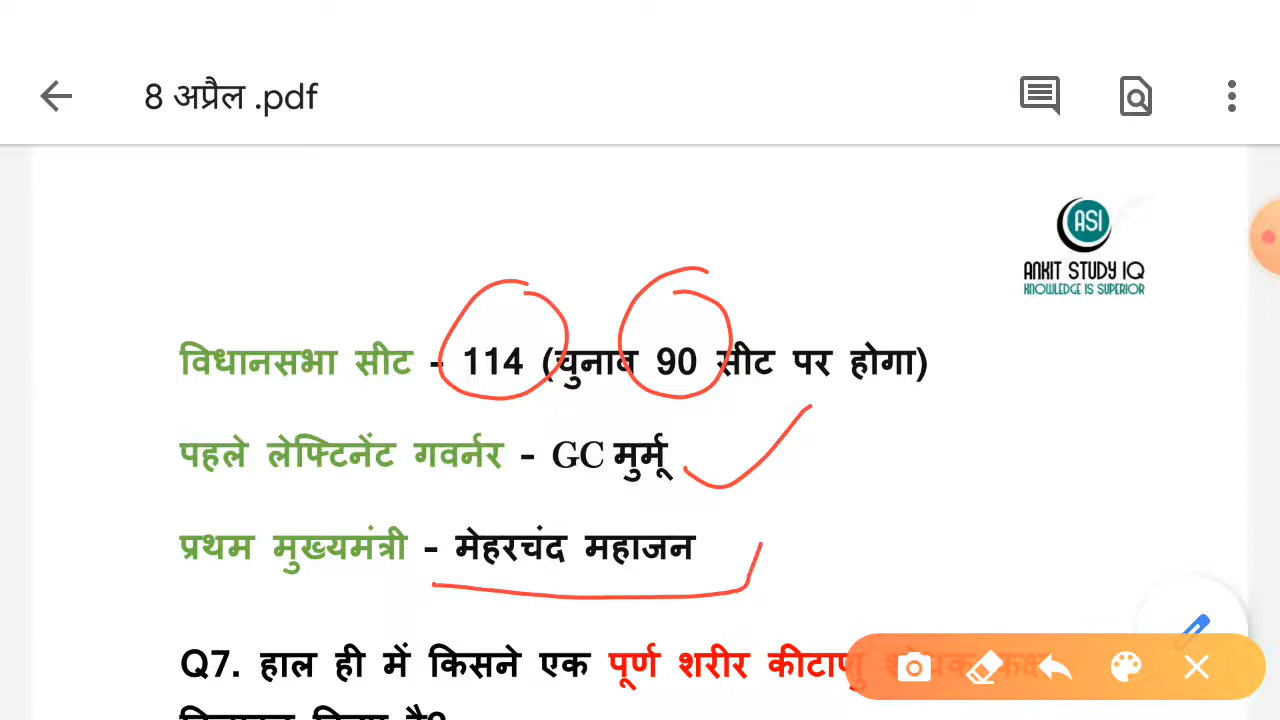 8 अप्रैल .pdf
ASI
ANKIT STUDY IQ
KNOWLEDGE IS SUPERIOR
विधानसभा सीट - 114 (चुनाव 90 सीट पर होगा)
पहले लेफ्टिनेंट गवर्नर - GC मुर्मू
प्रथम मुख्यमंत्री - मेहरचंद महाजन
Q7. हाल ही में किसने एक पूर्ण शरीर कीटाणु